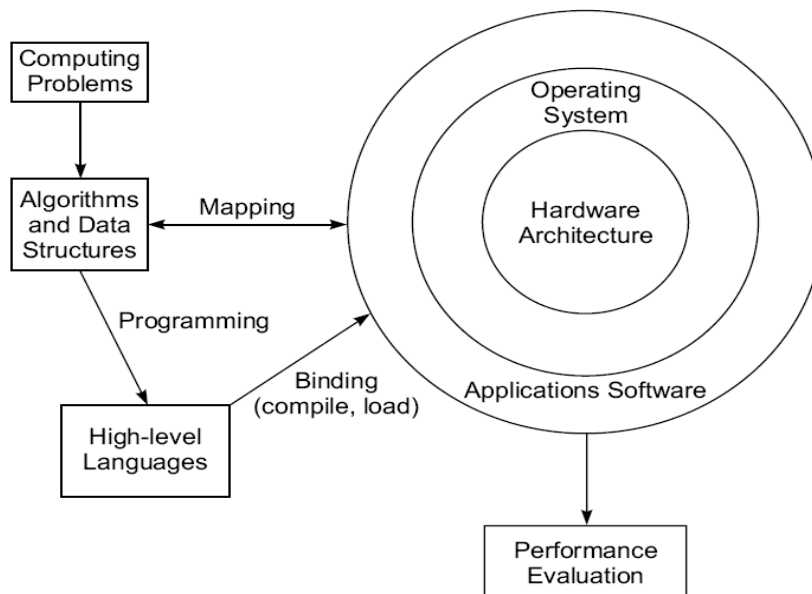 Computing
Problems
Algorithms
and Data
Structures
Mapping
Programming
High-level
Languages
Binding
(compile, load)
Operating
System
Hardware
Architecture
Applications Software
Performance
Evaluation